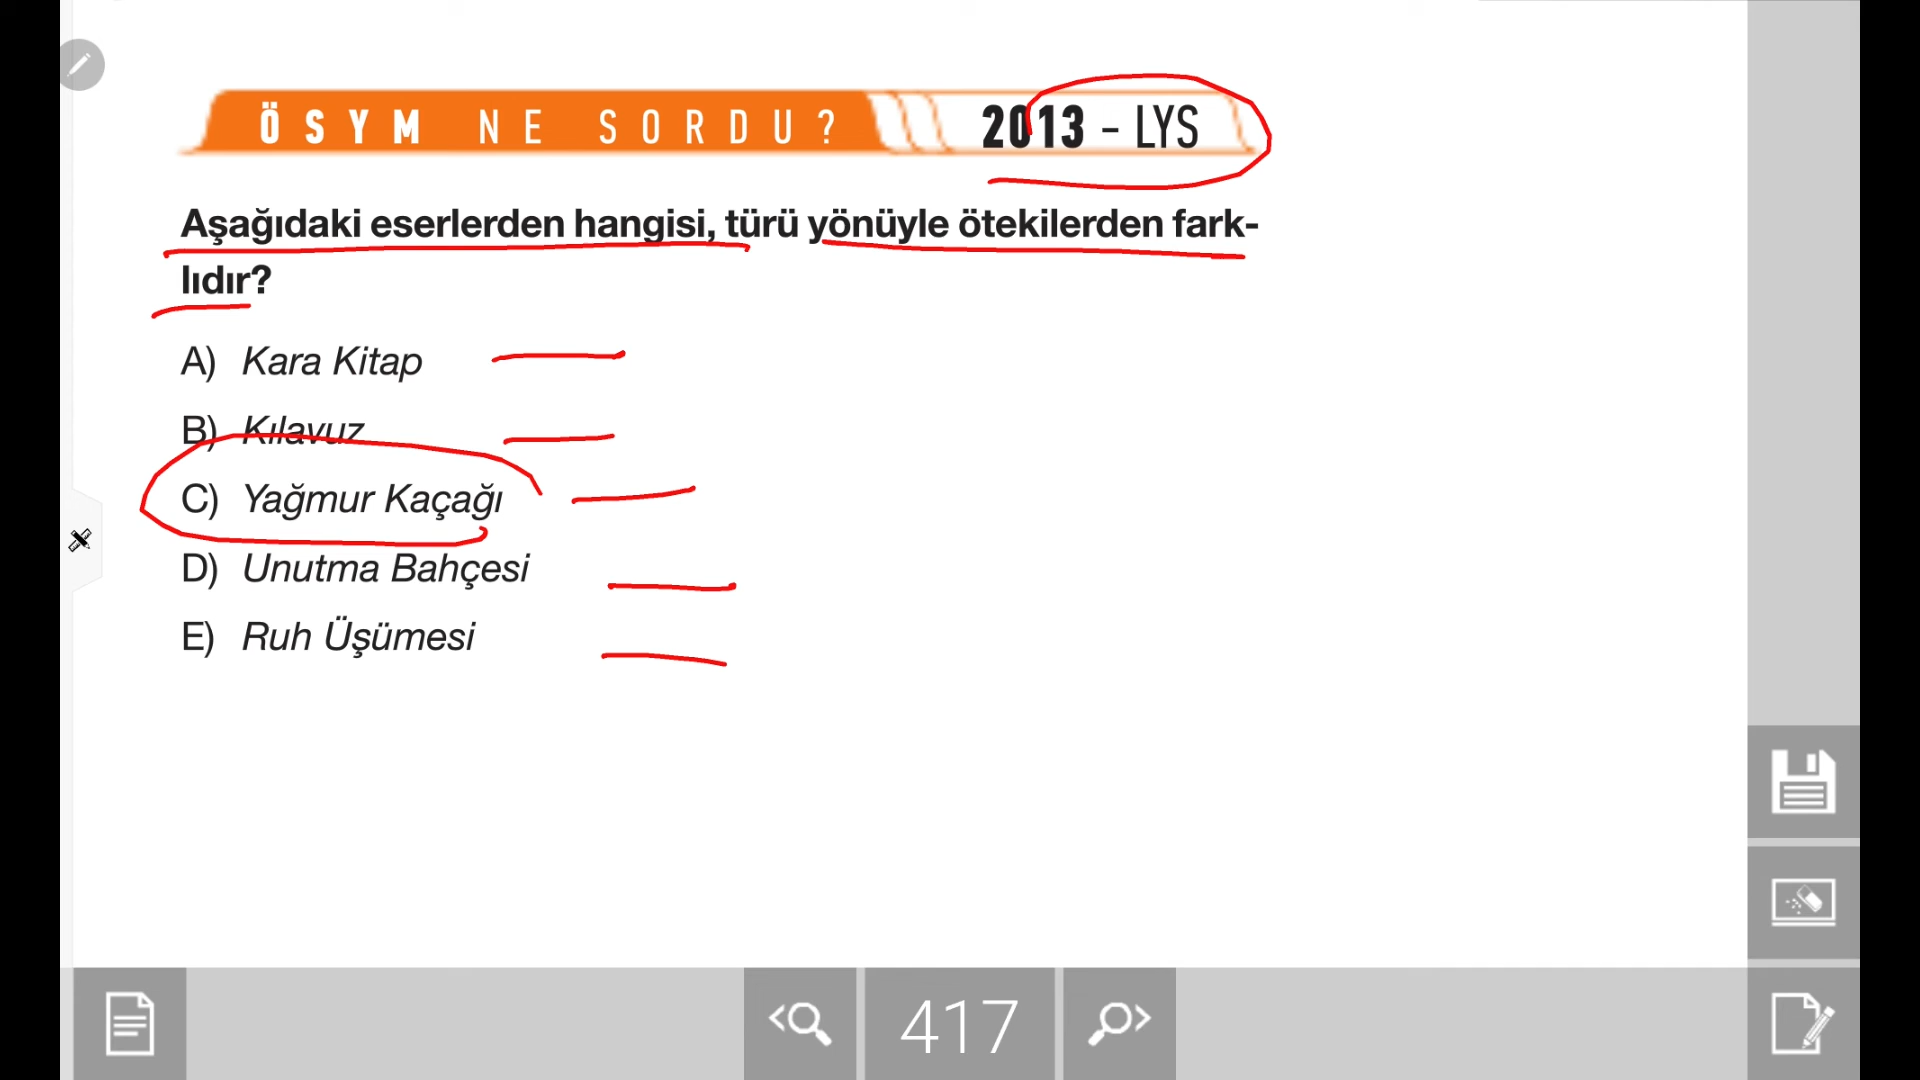 ÖSYM NE SORDU? 2013 – LYS
Aşağıdaki eserlerden hangisi, türü yönüyle ötekilerden fark-
lıdır?
A) Kara Kitap
B) Kılavuz
C) Yağmur Kaçağı
D) Unutma Bahçesi
E) Ruh Üşümesi
417